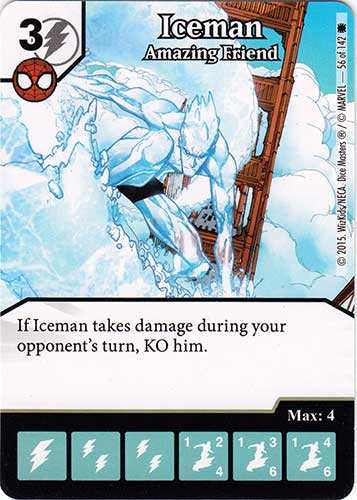 3
Iceman
Amazing Friend
56 of 142
© 2015 WizKids/NECA. Dice Masters ® / © MARVEL
If Iceman takes damage during your
opponent's turn, KO him.
Max: 4
1 2 4
1 3 6
1 4 6